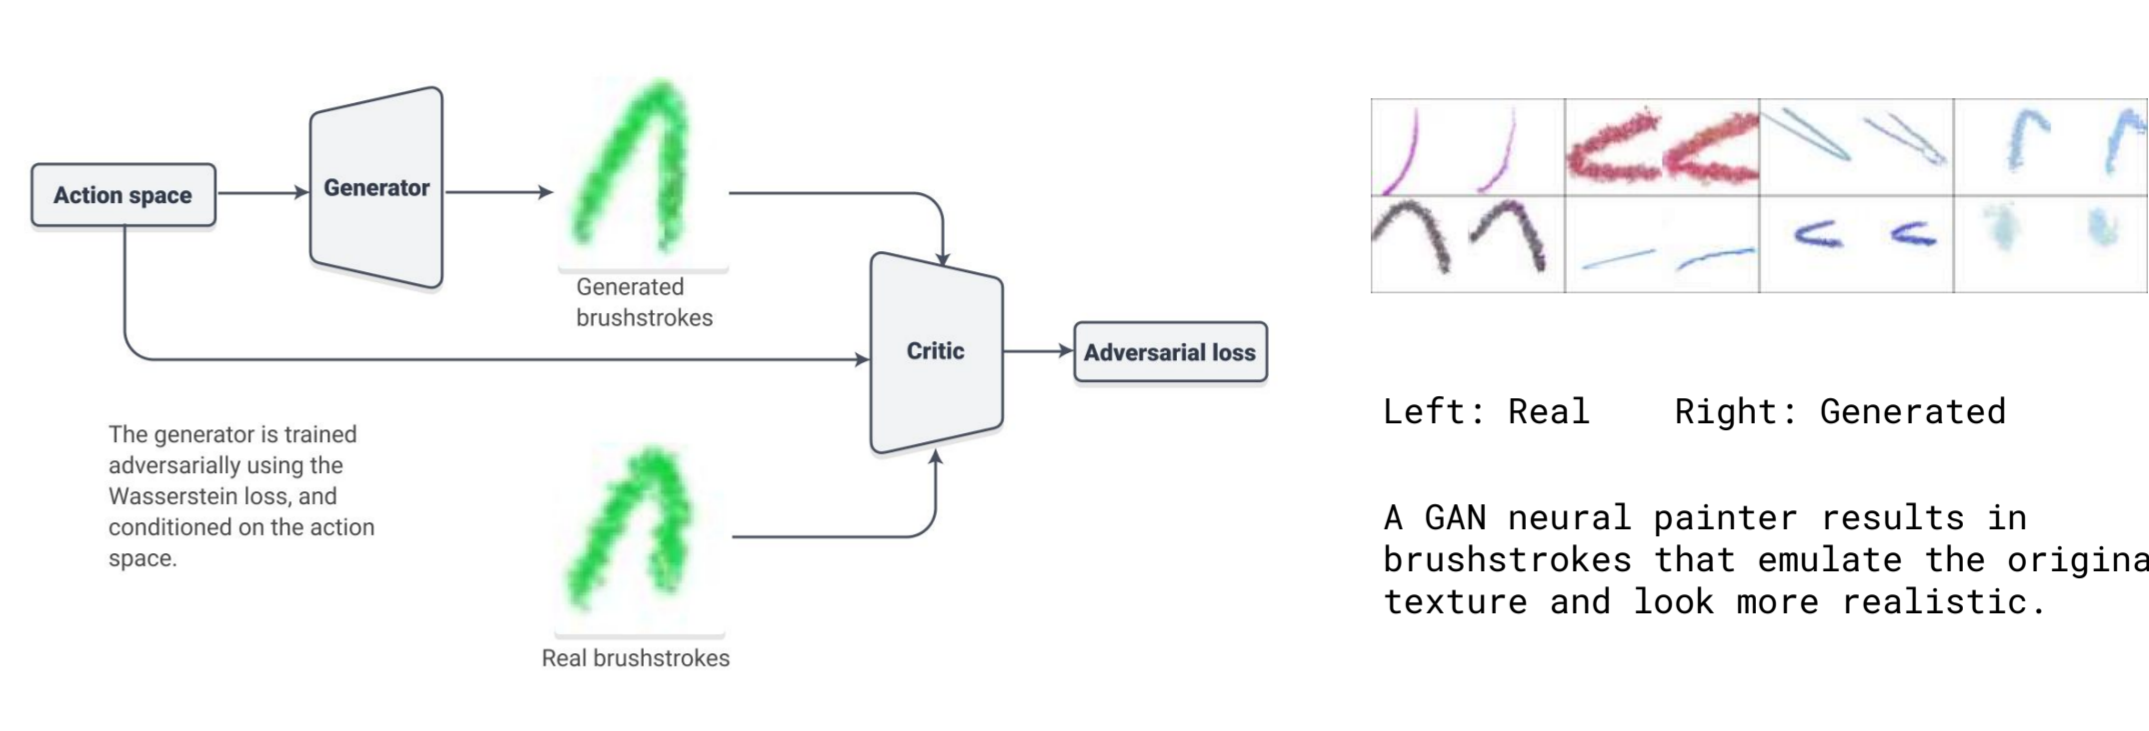 Action space
Generator
Generated
brushstrokes
Critic
Adversarial loss
The generator is trained
adversarially using the
Wasserstein loss, and
conditioned on the action
space.
Real brushstrokes
Left: Real Right: Generated
A GAN neural painter results in
brushstrokes that emulate the origina
texture and look more realistic.